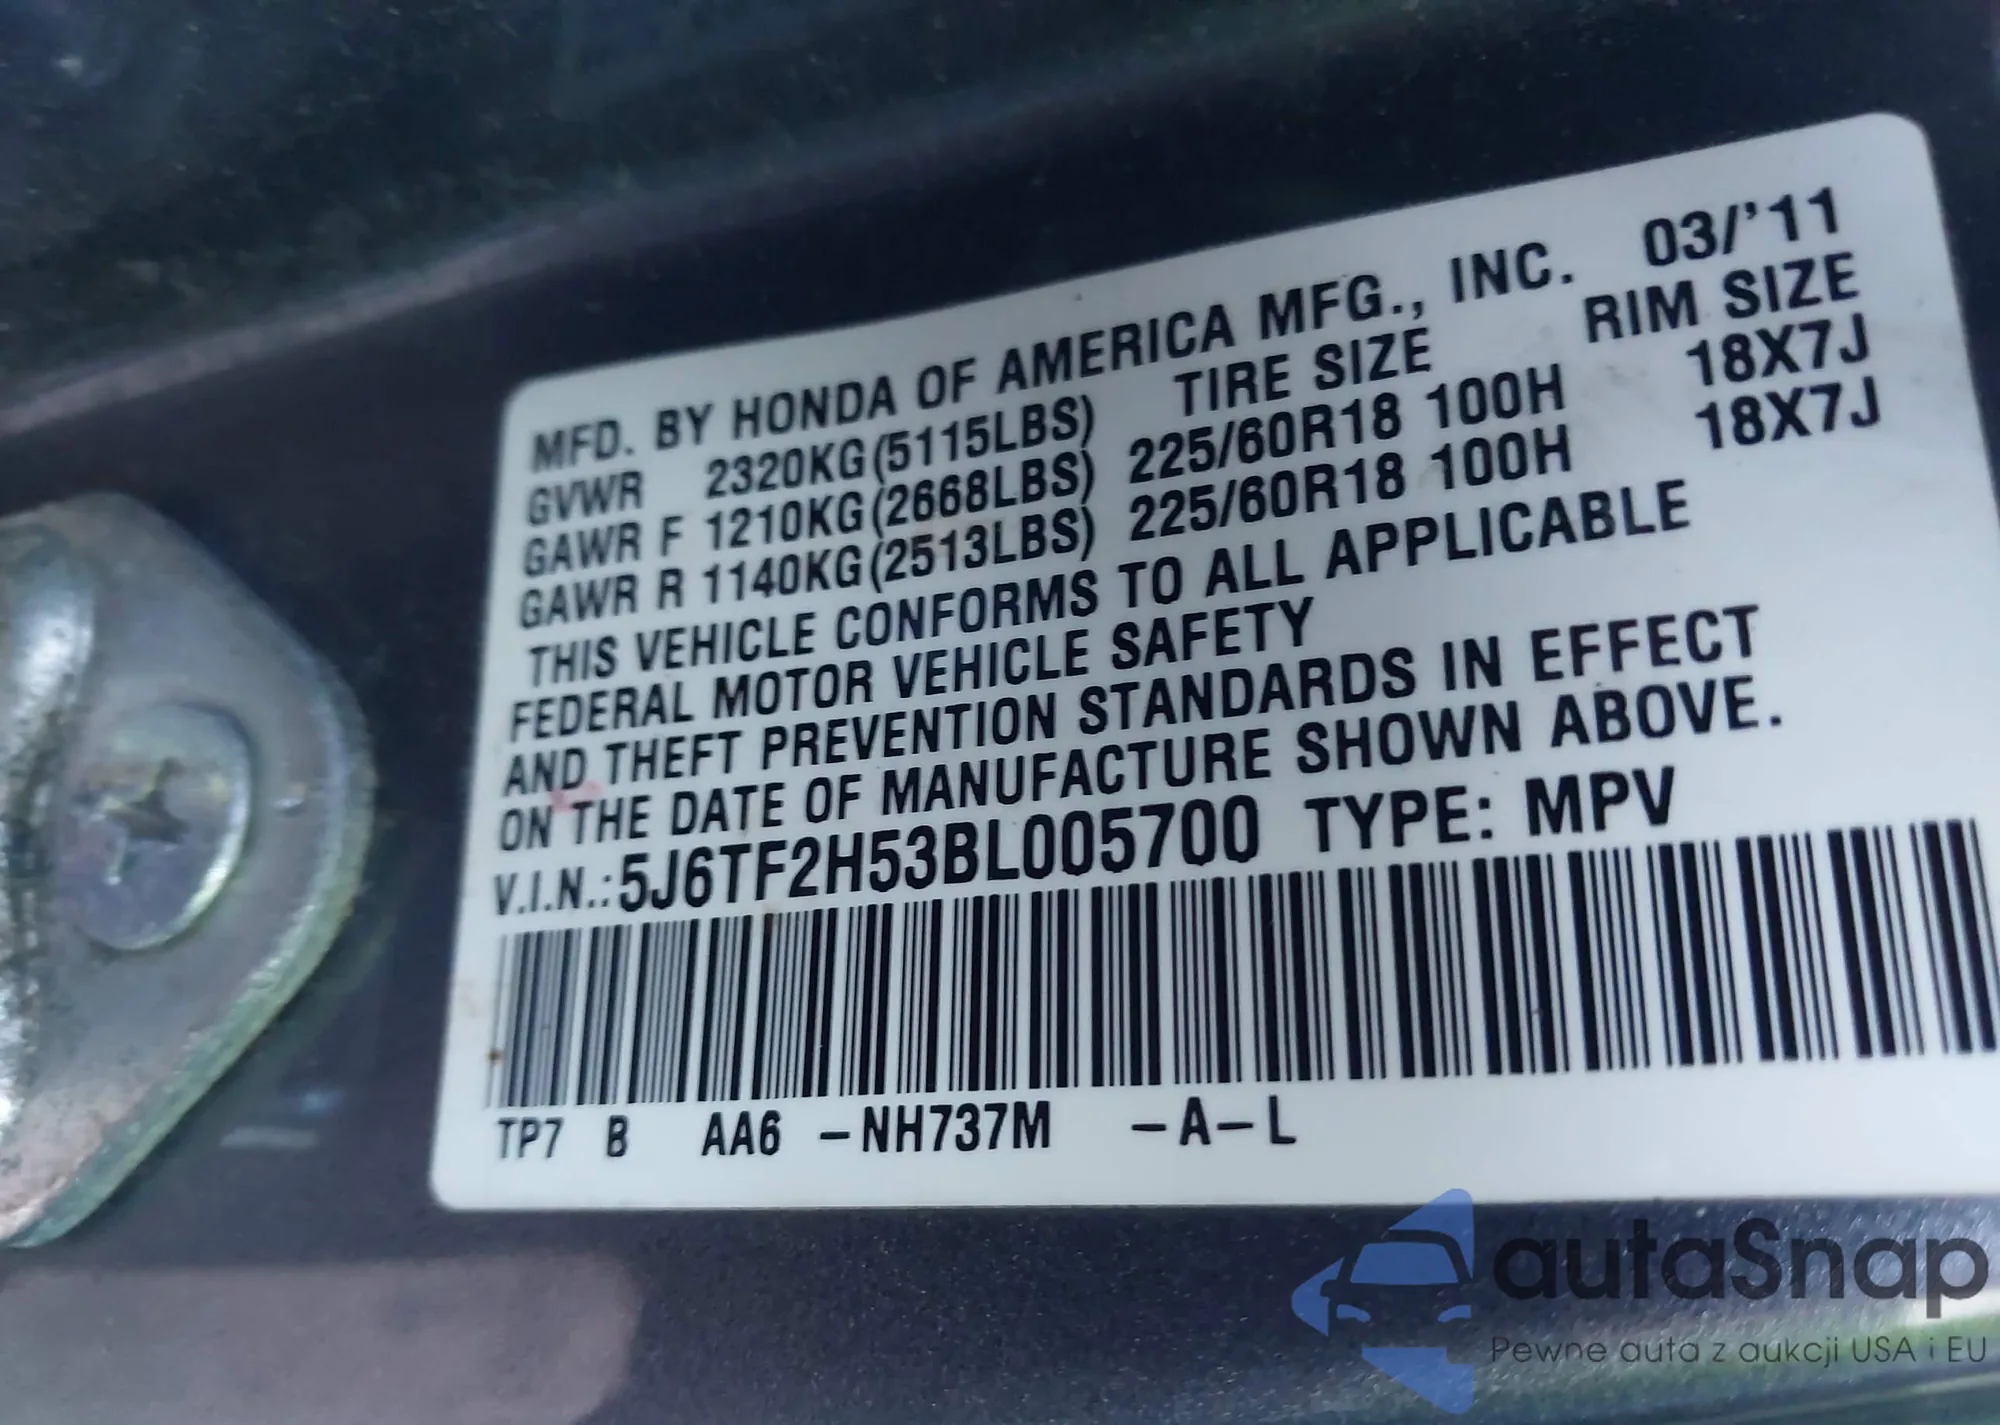 MFD. BY HONDA OF AMERICA MFG., INC. 03/'11
TIRE SIZE RIM SIZE
GVWR 2320KG(5115LBS)
GAWR F 1210KG(2668LBS) 225/60R18 100H 18X7J
GAWR R 1140KG(2513LBS) 225/60R18 100H 18X7J
THIS VEHICLE CONFORMS TO ALL APPLICABLE
FEDERAL MOTOR VEHICLE SAFETY
AND THEFT PREVENTION STANDARDS IN EFFECT
ON THE DATE OF MANUFACTURE SHOWN ABOVE.
V.I.N.:5J6TF2H53BL005700 TYPE: MPV
TP7 B AA6 -NH737M -A-L
autaSnap
Pewne auta z aukcji USA i EU